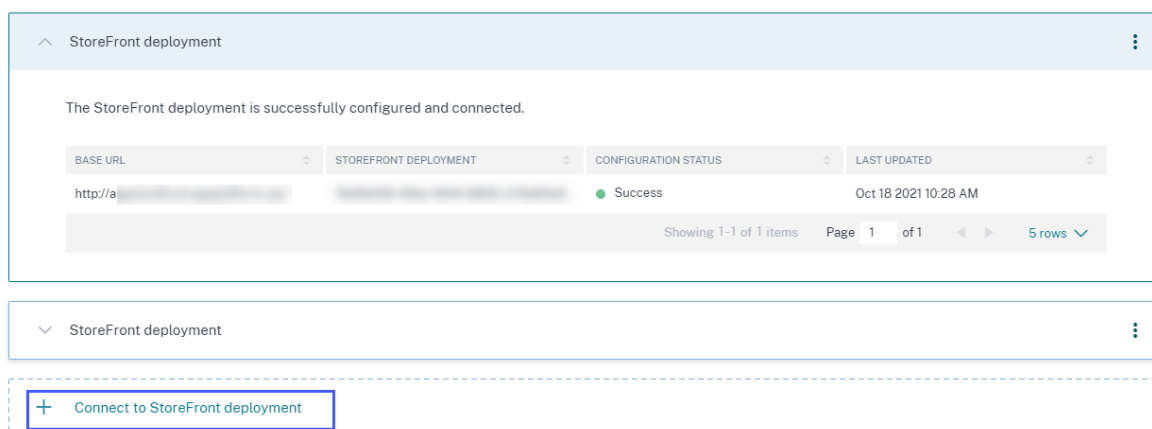 StoreFront deployment
The StoreFront deployment is successfully configured and connected.
BASE URL STOREFRONT DEPLOYMENT CONFIGURATION STATUS LAST UPDATED
http://a Success Oct 18 2021 10:28 AM
Showing 1-1 of 1 items Page 1 of 1 5 rows
StoreFront deployment
+ Connect to StoreFront deployment